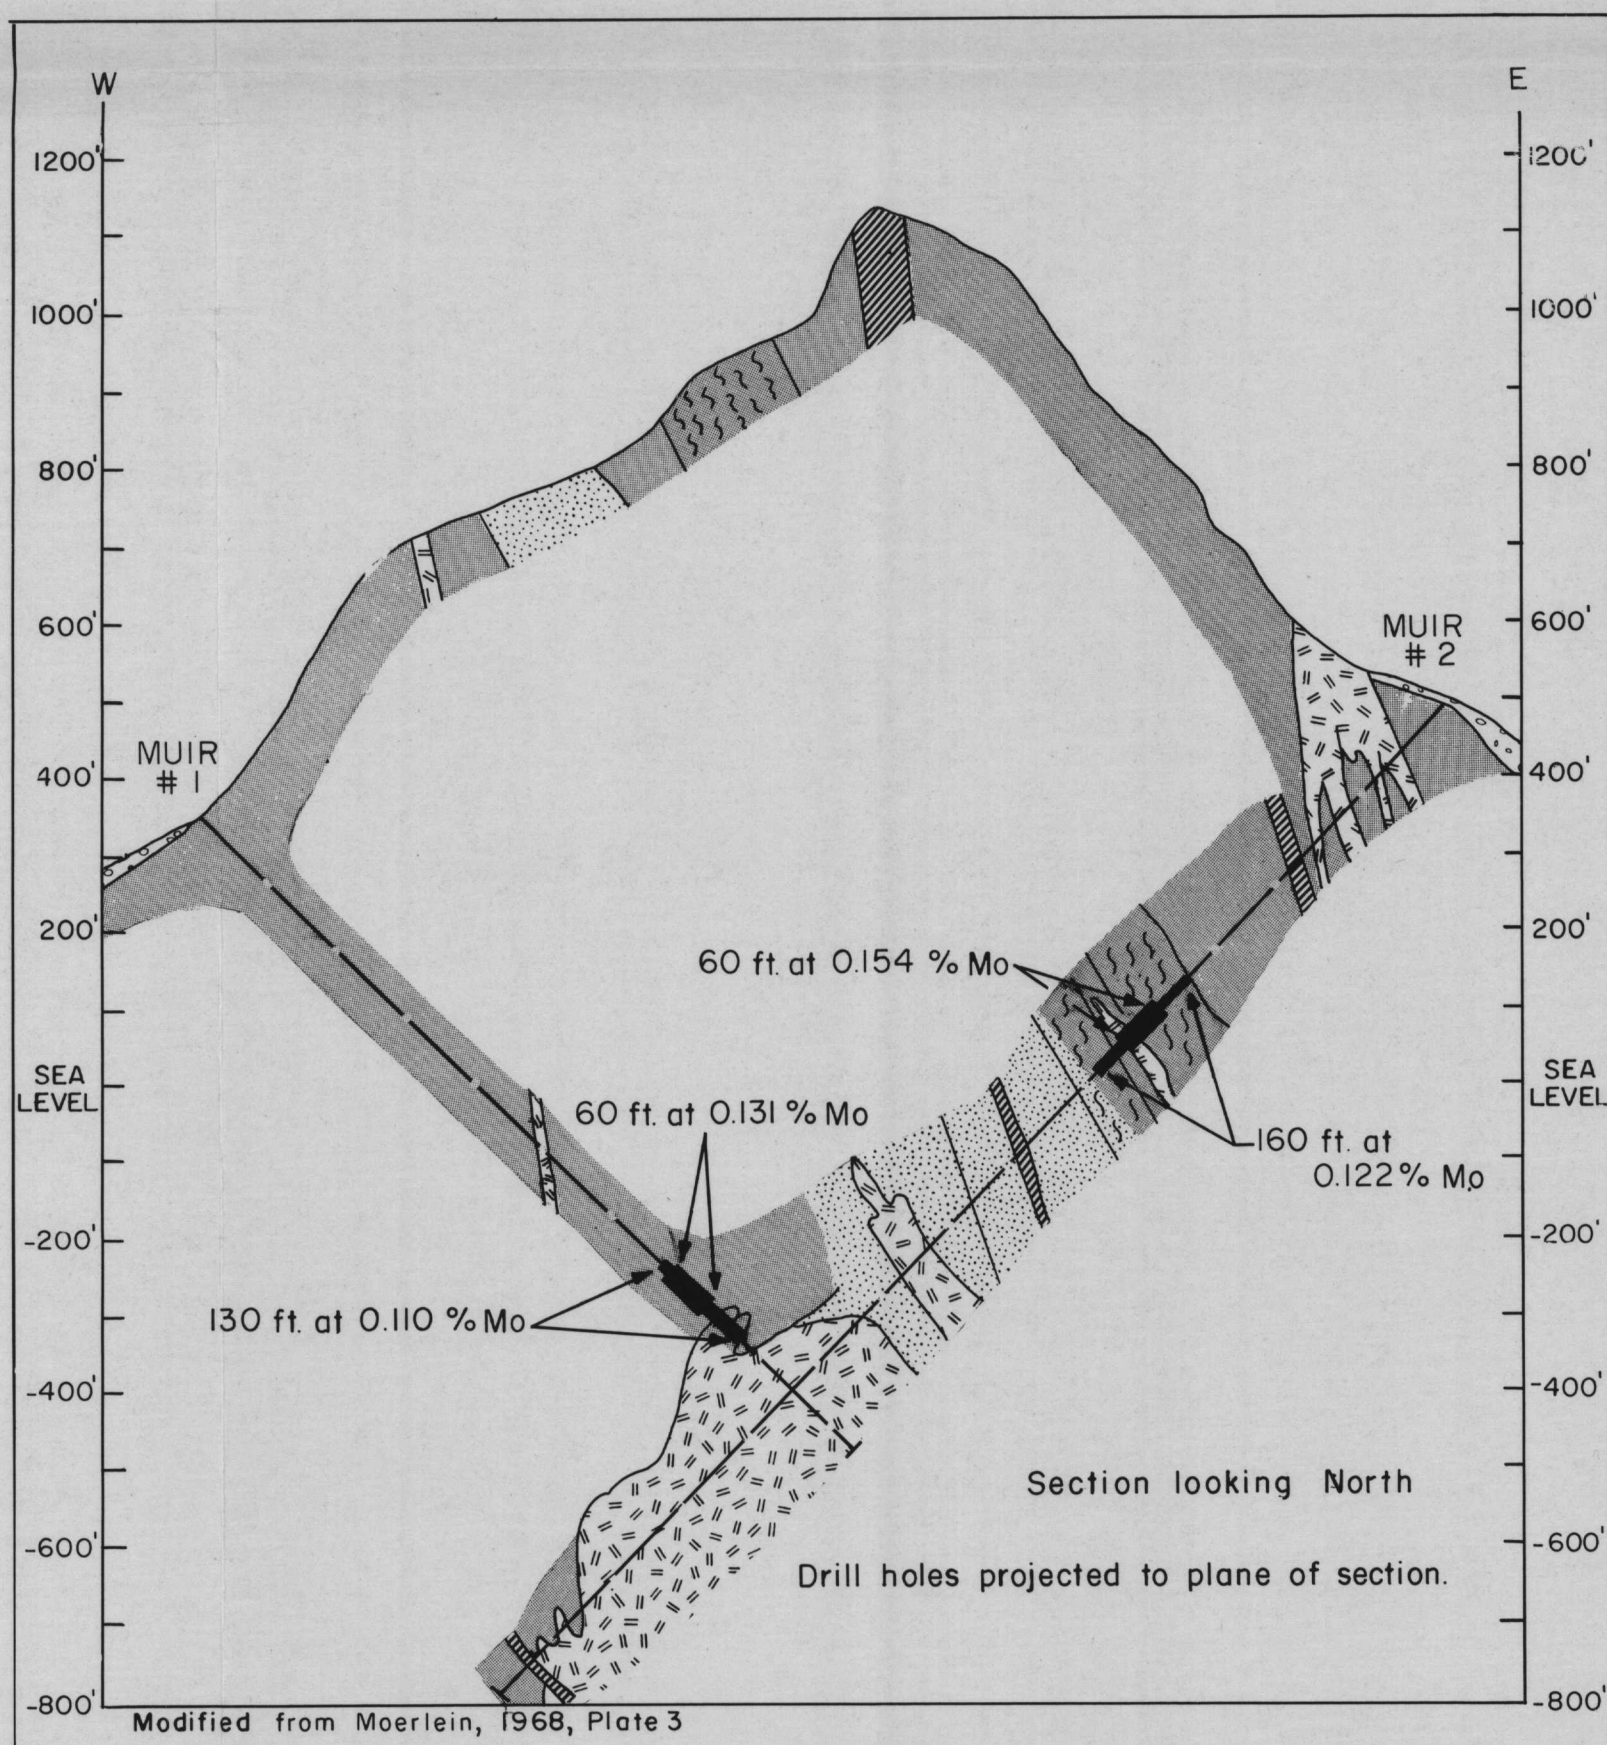 W
E
1200'
1200'
1000'
1000'
800'
800'
600'
600'
MUIR
# 2
MUIR
# 1
400'
400'
200'
200'
60 ft. at 0.154 % Mo
SEA
LEVEL
SEA
LEVEL
60 ft. at 0.131 % Mo
160 ft. at
0.122 % Mo
-200'
-200'
130 ft. at 0.110 % Mo
-400'
-400'
Section looking North
-600'
-600'
Drill holes projected to plane of section.
-800'
-800'
Modified from Moerlein, 1968, Plate 3